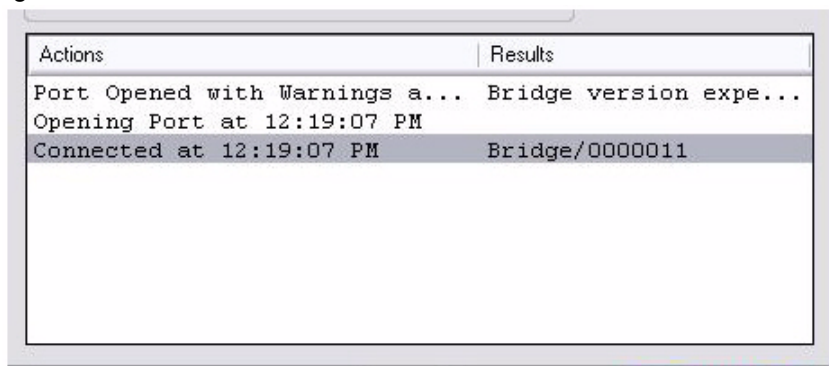 Actions Results
Port Opened with Warnings a... Bridge version expe...
Opening Port at 12:19:07 PM
Connected at 12:19:07 PM Bridge/0000011